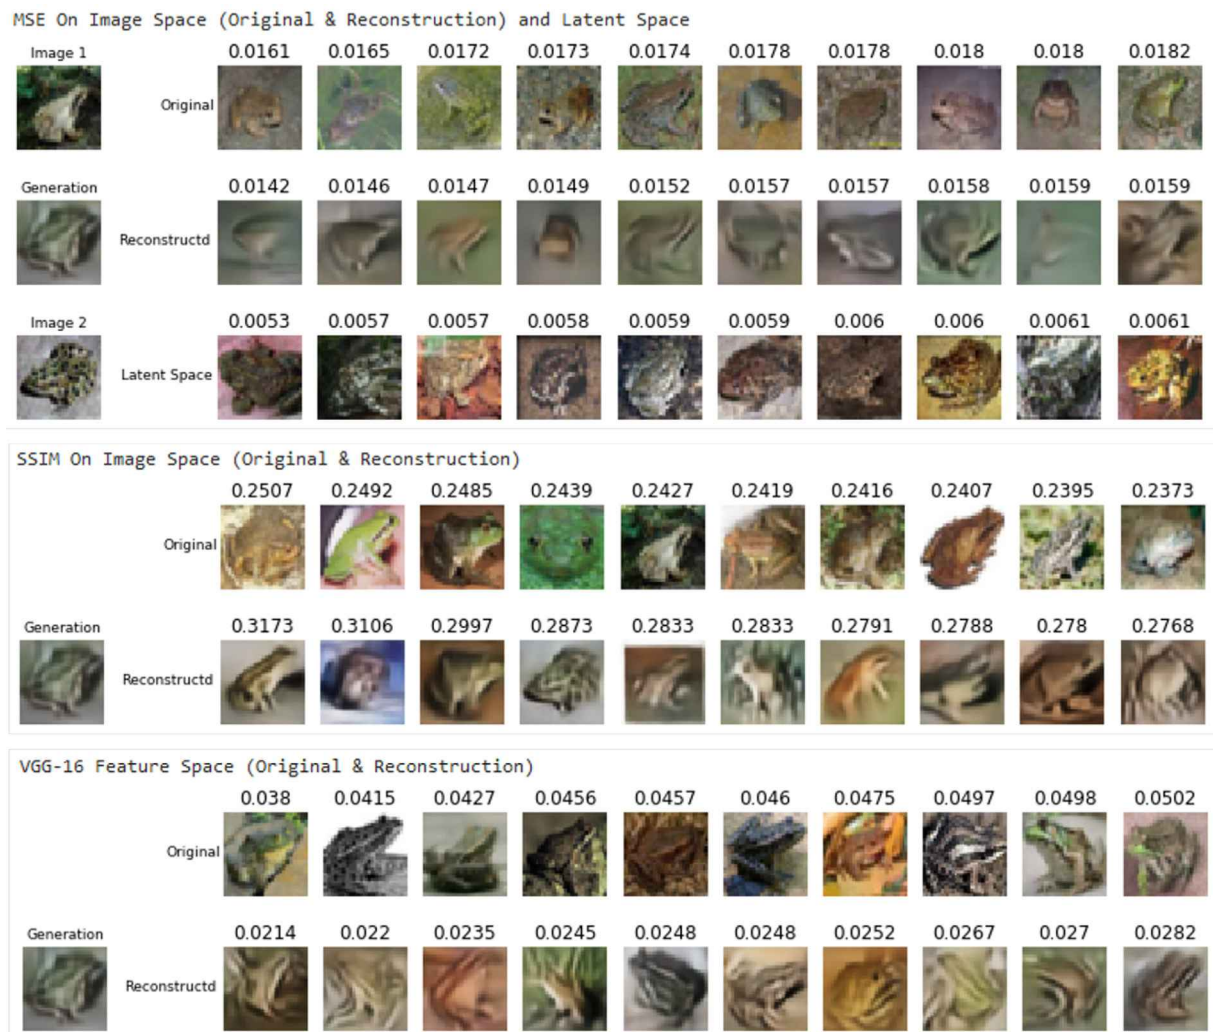 MSE On Image Space (Original & Reconstruction) and Latent Space
Image 1 0.0161 0.0165 0.0172 0.0173 0.0174 0.0178 0.0178 0.018 0.018 0.0182
Original
Generation 0.0142 0.0146 0.0147 0.0149 0.0152 0.0157 0.0157 0.0158 0.0159 0.0159
Reconstructd
Image 2 0.0053 0.0057 0.0057 0.0058 0.0059 0.0059 0.006 0.006 0.0061 0.0061
Latent Space
SSIM On Image Space (Original & Reconstruction)
0.2507 0.2492 0.2485 0.2439 0.2427 0.2419 0.2416 0.2407 0.2395 0.2373
Original
Generation 0.3173 0.3106 0.2997 0.2873 0.2833 0.2833 0.2791 0.2788 0.278 0.2768
Reconstructd
VGG-16 Feature Space (Original & Reconstruction)
0.038 0.0415 0.0427 0.0456 0.0457 0.046 0.0475 0.0497 0.0498 0.0502
Original
Generation 0.0214 0.022 0.0235 0.0245 0.0248 0.0248 0.0252 0.0267 0.027 0.0282
Reconstructd